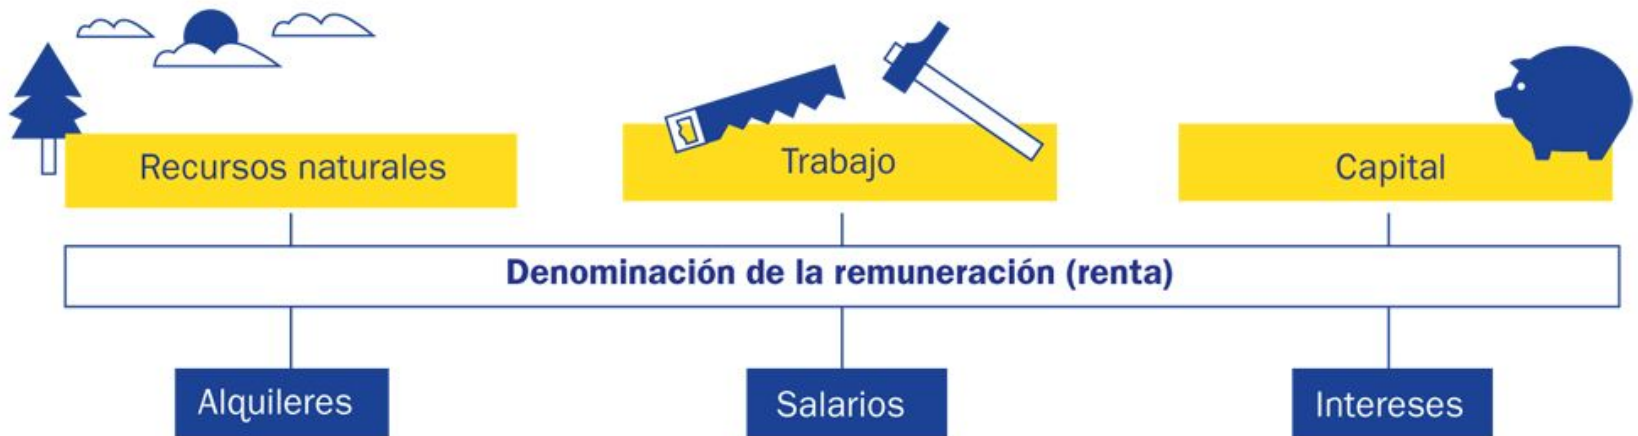 Recursos naturales
Trabajo
Capital
Denominación de la remuneración (renta)
Alquileres
Salarios
Intereses